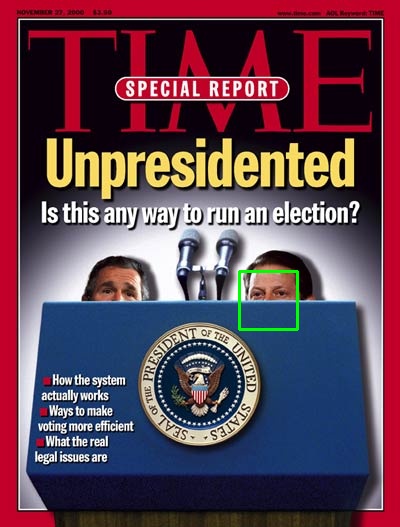 NOVEMBER 27, 2000 $3.50 www.time.com AOL Keyword: TIME
TIME
SPECIAL REPORT
Unpresidented
Is this any way to run an election?
SEAL OF THE PRESIDENT OF THE UNITED STATES
How the system
actually works
Ways to make
voting more efficient
What the real
legal issues are